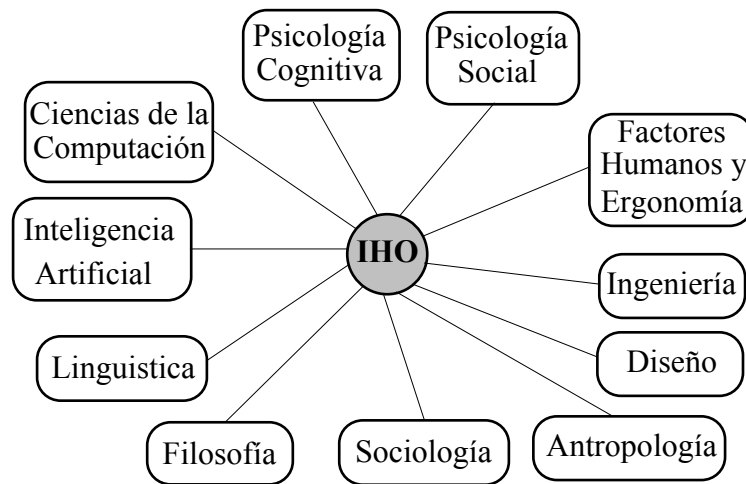 Psicología
Cognitiva
Psicología
Social
Ciencias de la
Computación
Factores
Humanos y
Ergonomía
Inteligencia
Artificial
IHO
Ingeniería
Linguistica
Diseño
Filosofía
Sociología
Antropología